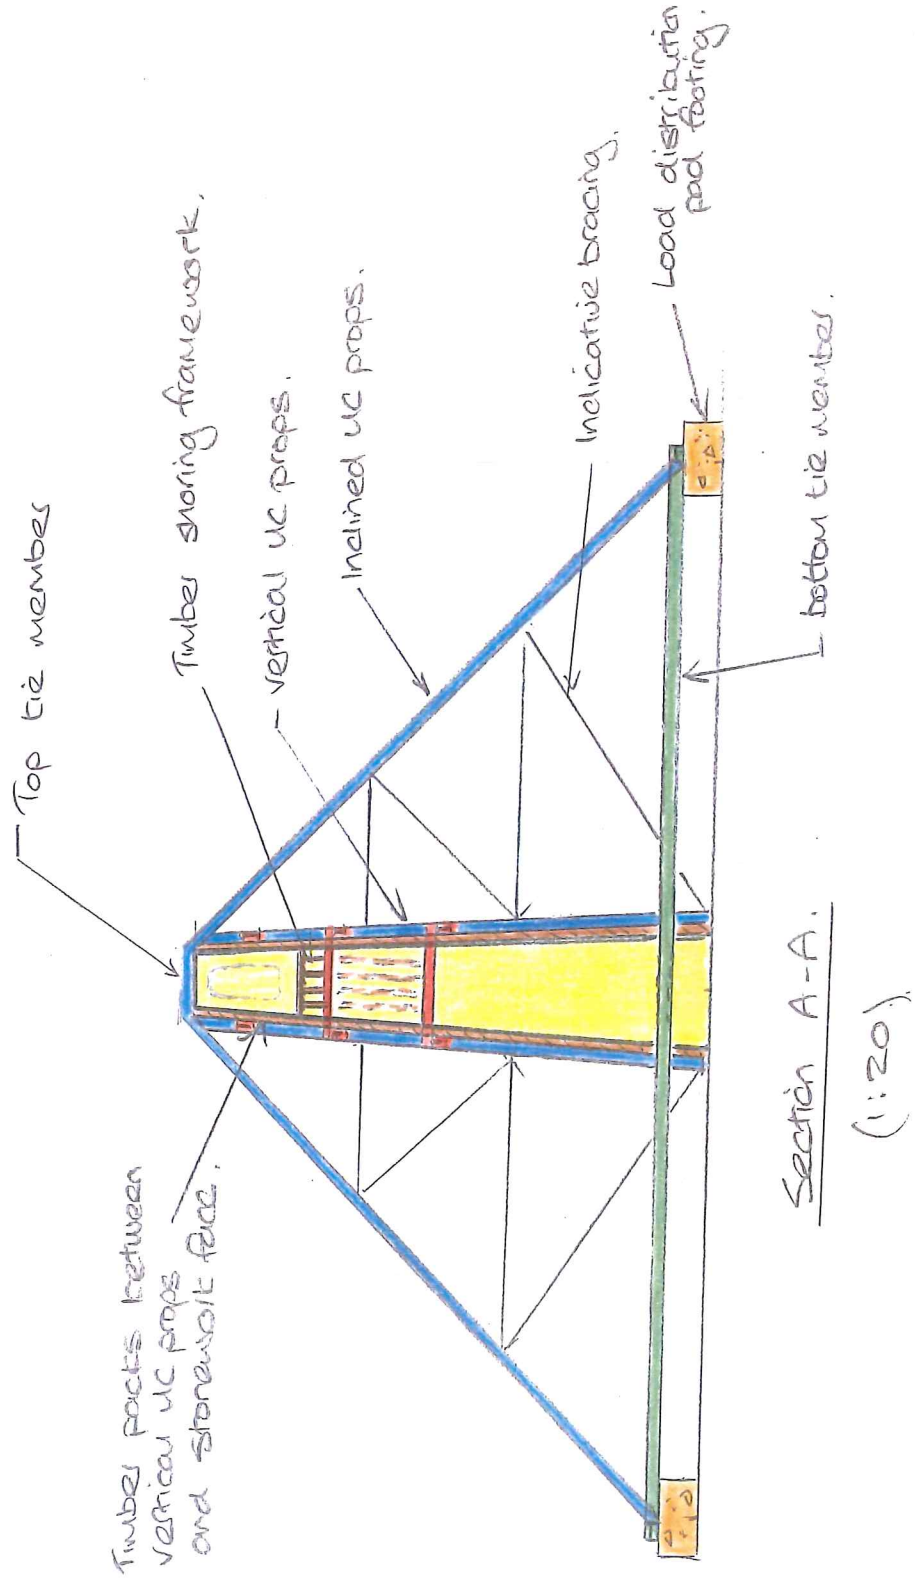 Top tie member
Timber shoring framework.
vertical UC props.
Inclined UC props.
Indicative bracing.
Load distribution
pad footing.
bottom tie member.
Timber packs between
vertical UC props
and stonework face.
Section A-A.
(1:20).